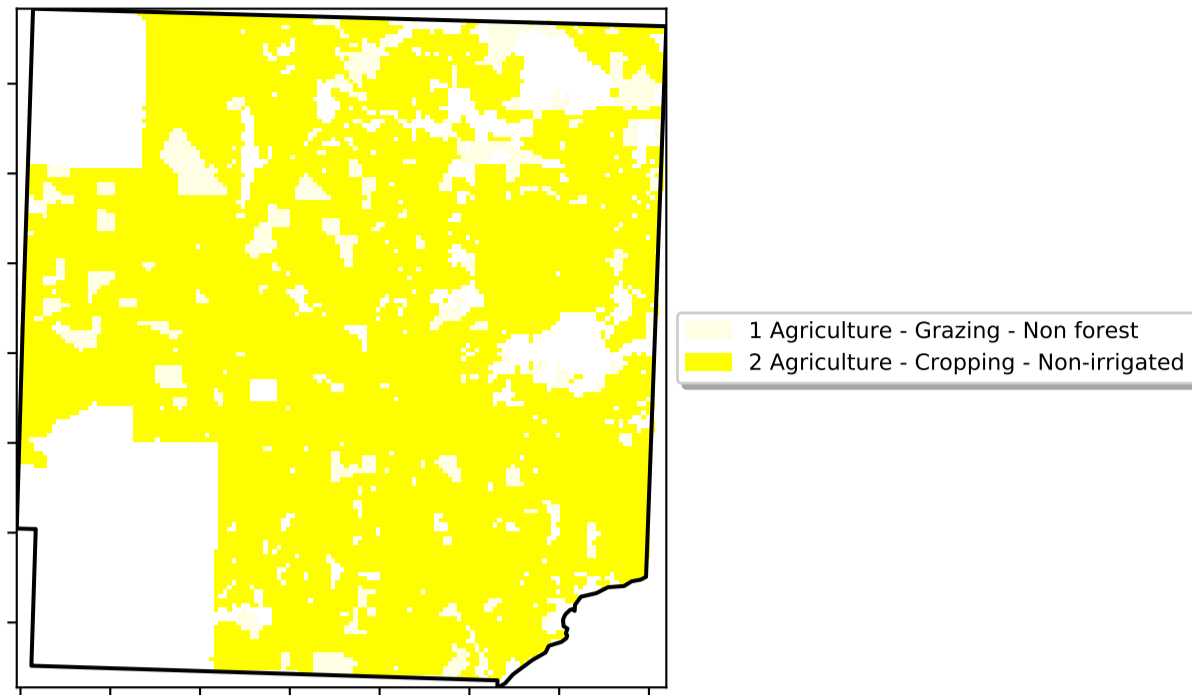 1 Agriculture - Grazing - Non forest
2 Agriculture - Cropping - Non-irrigated